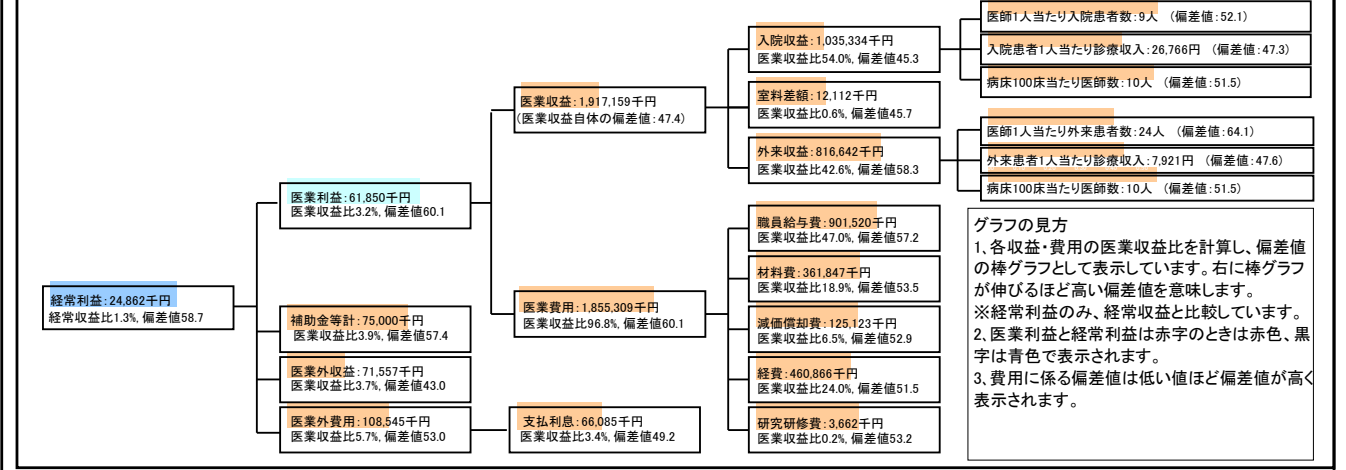 医師1人当たり入院患者数:9人 (偏差値:52.1)
入院収益:1,035,334千円
医業収益比54.0%, 偏差値45.3
入院患者1人当たり診療収入:26,766円 (偏差値:47.3)
病床100床当たり医師数:10人 (偏差値:51.5)
医業収益:1,917,159千円
(医業収益自体の偏差値:47.4)
室料差額:12,112千円
医業収益比0.6%, 偏差値45.7
医師1人当たり外来患者数:24人 (偏差値:64.1)
外来収益:816,642千円
医業収益比42.6%, 偏差値58.3
外来患者1人当たり診療収入:7,921円 (偏差値:47.6)
病床100床当たり医師数:10人 (偏差値:51.5)
医業利益:61,850千円
医業収益比3.2%, 偏差値60.1
職員給与費:901,520千円
医業収益比47.0%, 偏差値57.2
材料費:361,847千円
医業収益比18.9%, 偏差値53.5
経常利益:24,862千円
経常収益比1.3%, 偏差値58.7
医業費用:1,855,309千円
医業収益比96.8%, 偏差値60.1
補助金等計:75,000千円
医業収益比3.9%, 偏差値57.4
減価償却費:125,123千円
医業収益比6.5%, 偏差値52.9
医業外収益:71,557千円
医業収益比3.7%, 偏差値43.0
経費:460,866千円
医業収益比24.0%, 偏差値51.5
医業外費用:108,545千円
医業収益比5.7%, 偏差値53.0
支払利息:66,085千円
医業収益比3.4%, 偏差値49.2
研究研修費:3,662千円
医業収益比0.2%, 偏差値53.2
グラフの見方
1、各収益・費用の医業収益比を計算し、偏差値
の棒グラフとして表示しています。右に棒グラフ
が伸びるほど高い偏差値を意味します。
※経常利益のみ、経常収益と比較しています。
2、医業利益と経常利益は赤字のときは赤色、黒
字は青色で表示されます。
3、費用に係る偏差値は低い値ほど偏差値が高く
表示されます。